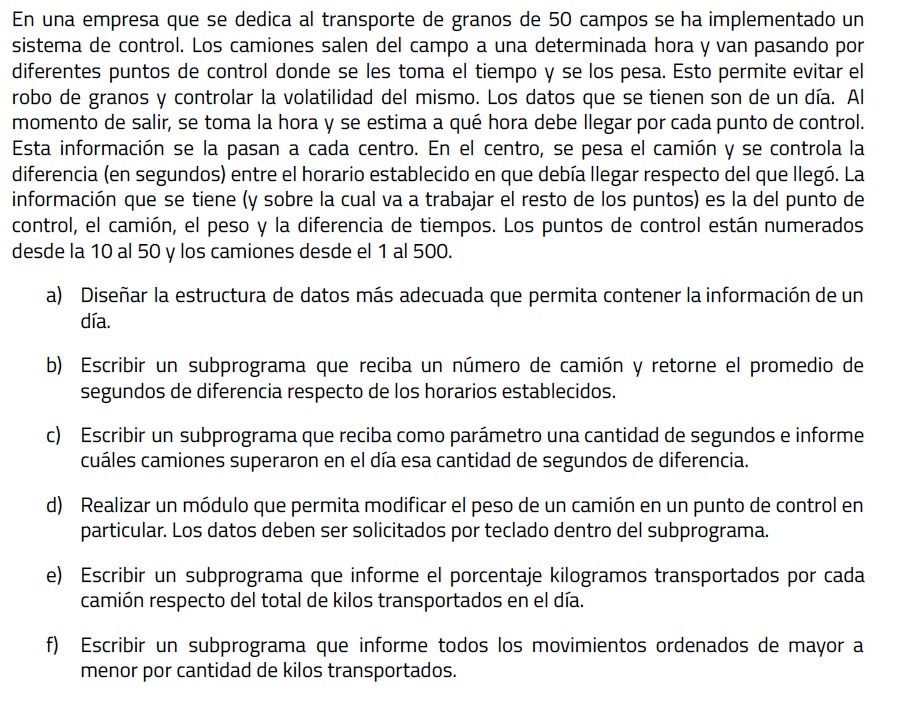 En una empresa que se dedica al transporte de granos de 50 campos se ha implementado un
sistema de control. Los camiones salen del campo a una determinada hora y van pasando por
diferentes puntos de control donde se les toma el tiempo y se los pesa. Esto permite evitar el
robo de granos y controlar la volatilidad del mismo. Los datos que se tienen son de un día. Al
momento de salir, se toma la hora y se estima a qué hora debe llegar por cada punto de control.
Esta información se la pasan a cada centro. En el centro, se pesa el camión y se controla la
diferencia (en segundos) entre el horario establecido en que debía llegar respecto del que llegó. La
información que se tiene (y sobre la cual va a trabajar el resto de los puntos) es la del punto de
control, el camión, el peso y la diferencia de tiempos. Los puntos de control están numerados
desde la 10 al 50 y los camiones desde el 1 al 500.
a) Diseñar la estructura de datos más adecuada que permita contener la información de un
día.
b) Escribir un subprograma que reciba un número de camión y retorne el promedio de
segundos de diferencia respecto de los horarios establecidos.
c) Escribir un subprograma que reciba como parámetro una cantidad de segundos e informe
cuáles camiones superaron en el día esa cantidad de segundos de diferencia.
d) Realizar un módulo que permita modificar el peso de un camión en un punto de control en
particular. Los datos deben ser solicitados por teclado dentro del subprograma.
e) Escribir un subprograma que informe el porcentaje kilogramos transportados por cada
camión respecto del total de kilos transportados en el día.
f) Escribir un subprograma que informe todos los movimientos ordenados de mayor a
menor por cantidad de kilos transportados.